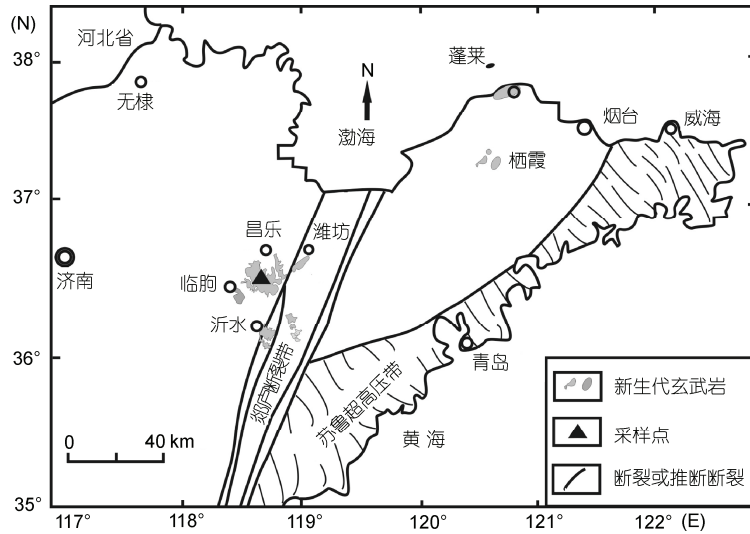 (N)
38°
37°
36°
35°
河北省
无棣
N
渤海
蓬莱
烟台
威海
栖霞
昌乐
潍坊
济南
临朐
沂水
郯庐断裂带
苏鲁超高压带
青岛
黄海
0 40 km
新生代玄武岩
采样点
断裂或推断断裂
117° 118° 119° 120° 121° 122° (E)